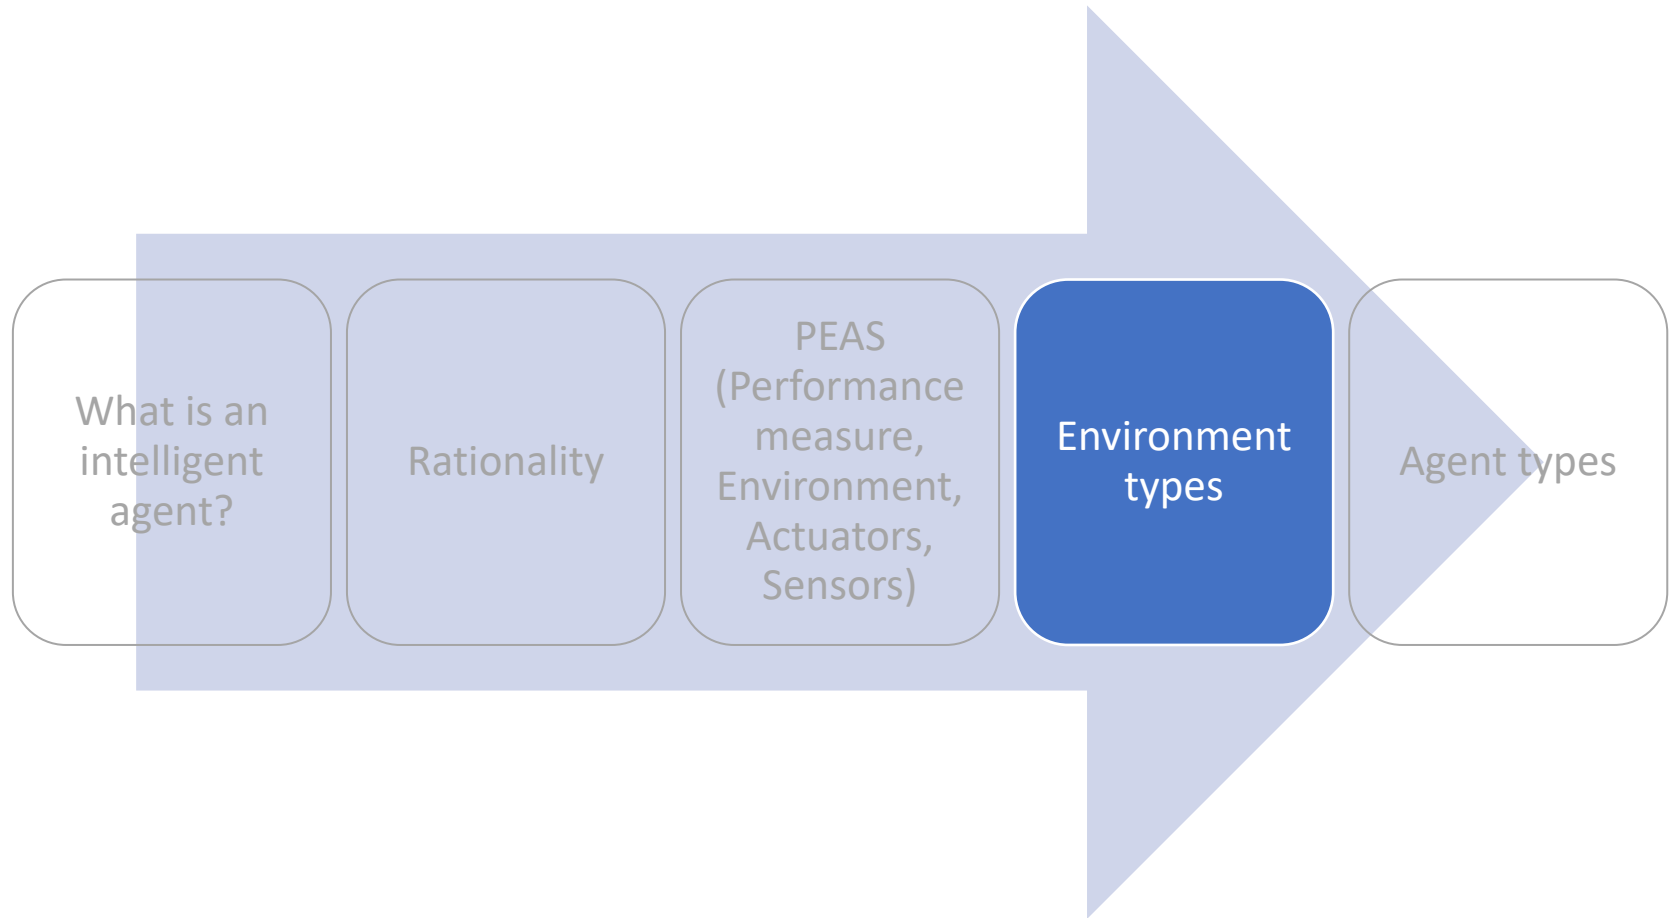 What is an
intelligent
agent?
Rationality
PEAS
(Performance
measure,
Environment,
Actuators,
Sensors)
Environment
types
Agent types